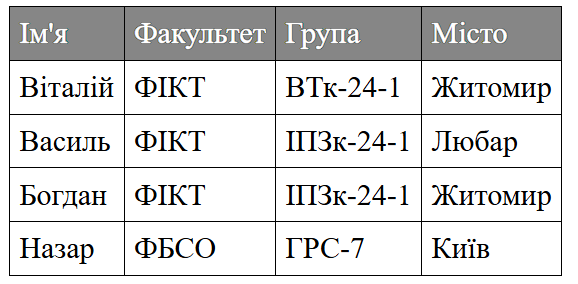 Ім'я Факультет Група Місто
Віталій ФІКТ ВТк-24-1 Житомир
Василь ФІКТ ІПЗк-24-1 Любар
Богдан ФІКТ ІПЗк-24-1 Житомир
Назар ФБСО ГРС-7 Київ